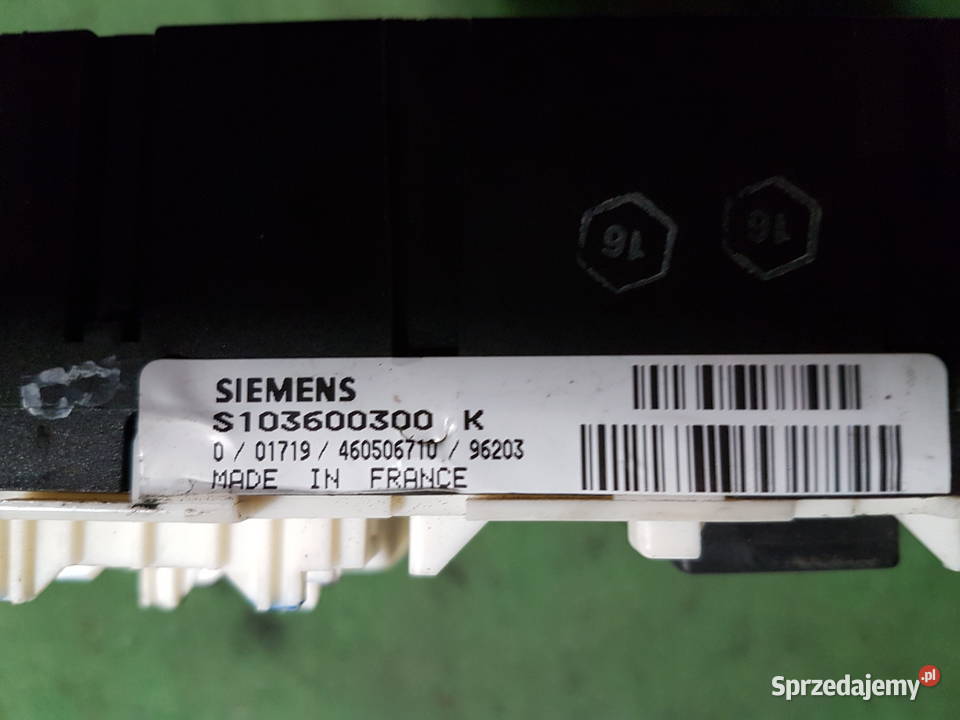 16 16
SIEMENS
S103600300 K
0 / 01719 / 460506710 / 96203
MADE IN FRANCE
Sprzedajemy.pl